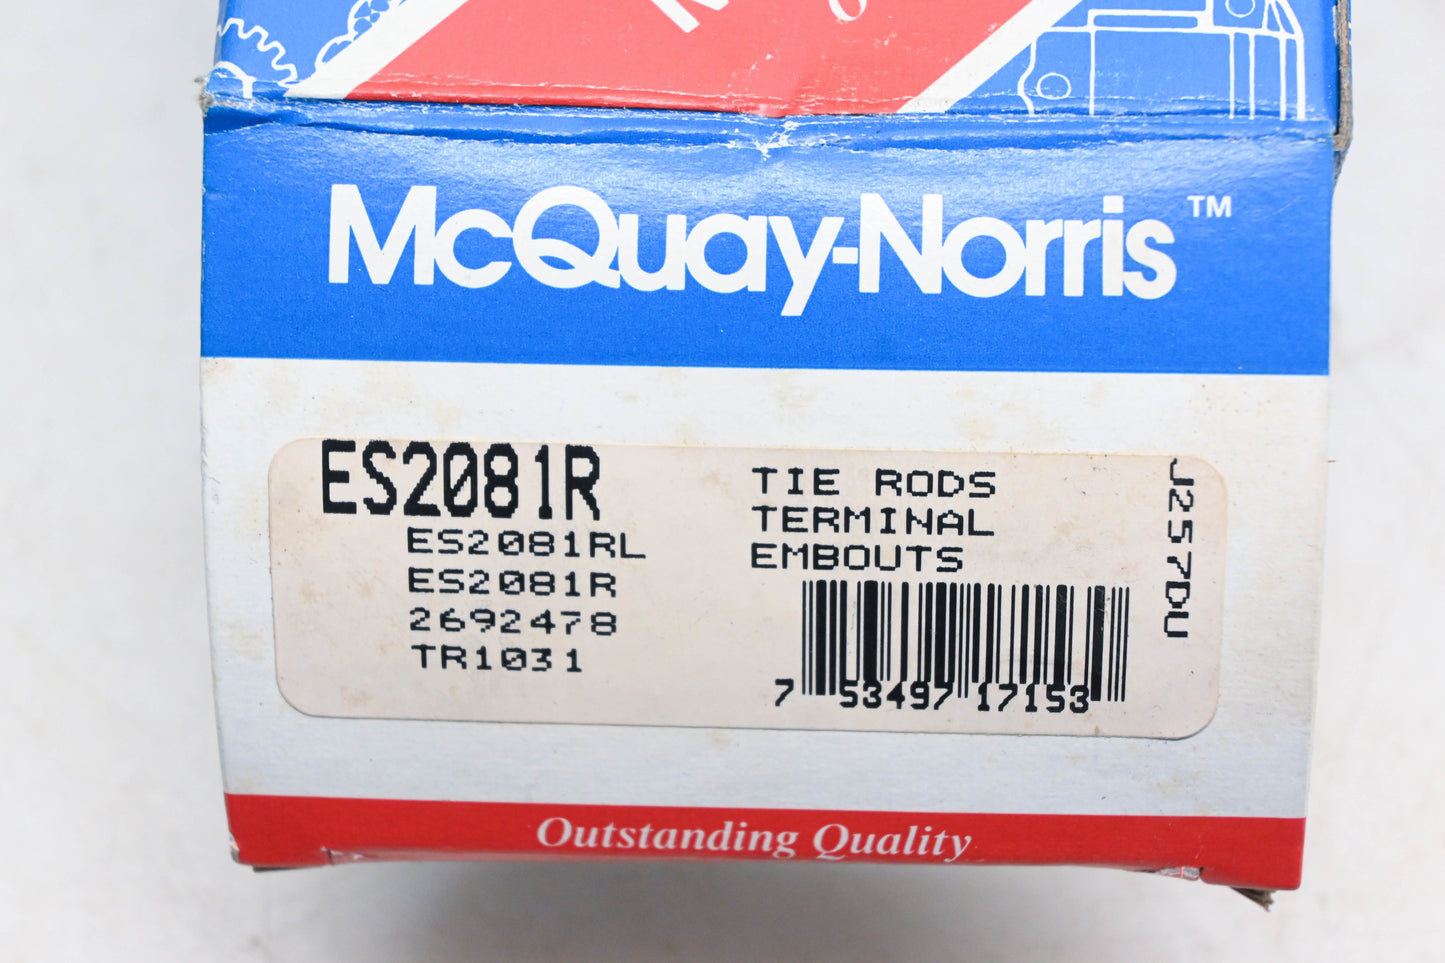 McQuay-Norris™
ES2081R
ES2081RL
ES2081R
2692478
TR1031
TIE RODS
TERMINAL
EMBOUTS
7 53497 17153
J257DU
Outstanding Quality